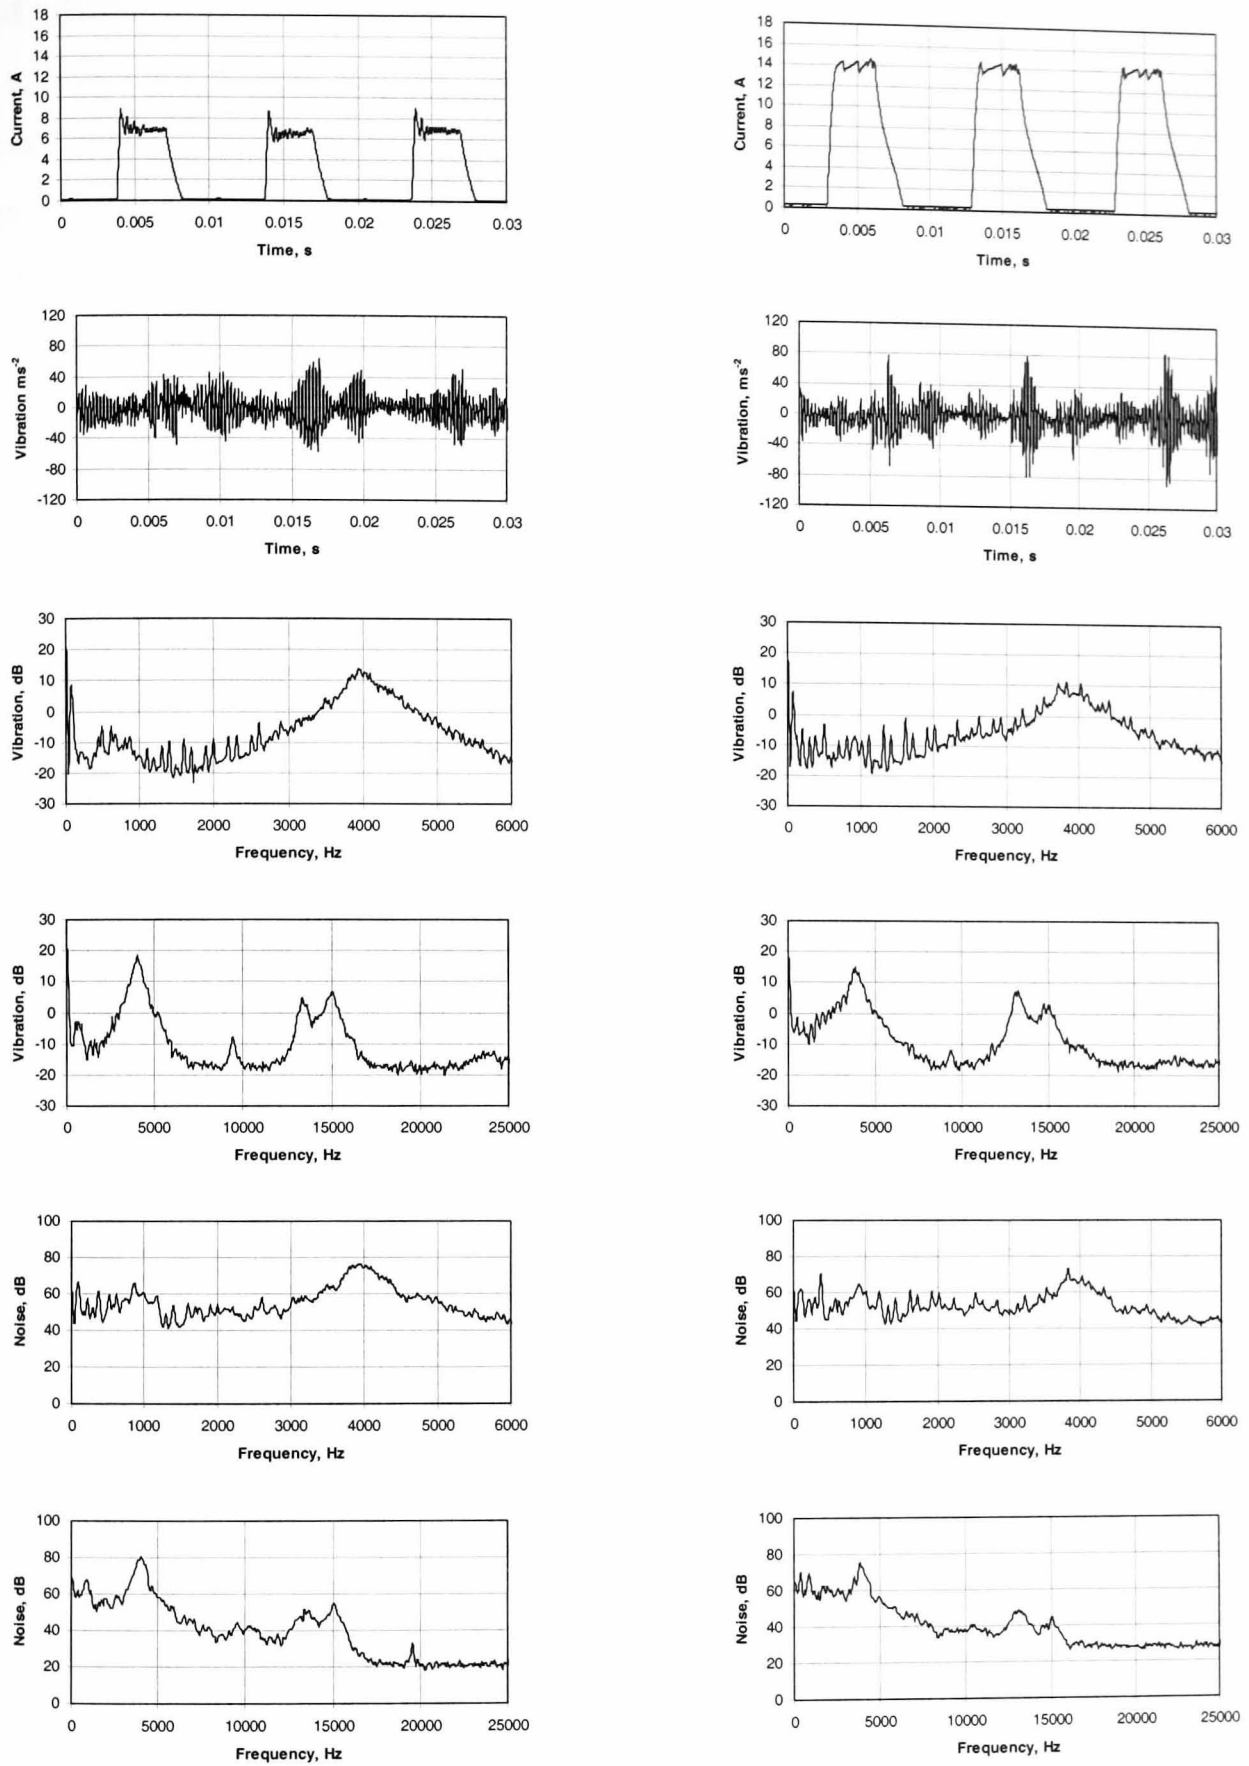 18
16
14
12
10
8
6
4
2
0
Current, A
0 0.005 0.01 0.015 0.02 0.025 0.03
Time, s
18
16
14
12
10
8
6
4
2
0
Current, A
0 0.005 0.01 0.015 0.02 0.025 0.03
Time, s
120
80
40
0
-40
-80
-120
Vibration ms-2
0 0.005 0.01 0.015 0.02 0.025 0.03
Time, s
120
80
40
0
-40
-80
-120
Vibration, ms-2
0 0.005 0.01 0.015 0.02 0.025 0.03
Time, s
30
20
10
0
-10
-20
-30
Vibration, dB
0 1000 2000 3000 4000 5000 6000
Frequency, Hz
30
20
10
0
-10
-20
-30
Vibration, dB
0 1000 2000 3000 4000 5000 6000
Frequency, Hz
30
20
10
0
-10
-20
-30
Vibration, dB
0 5000 10000 15000 20000 25000
Frequency, Hz
30
20
10
0
-10
-20
-30
Vibration, dB
0 5000 10000 15000 20000 25000
Frequency, Hz
100
80
60
40
20
0
Noise, dB
0 1000 2000 3000 4000 5000 6000
Frequency, Hz
100
80
60
40
20
0
Noise, dB
0 1000 2000 3000 4000 5000 6000
Frequency, Hz
100
80
60
40
20
0
Noise, dB
0 5000 10000 15000 20000 25000
Frequency, Hz
100
80
60
40
20
0
Noise, dB
0 5000 10000 15000 20000 25000
Frequency, Hz